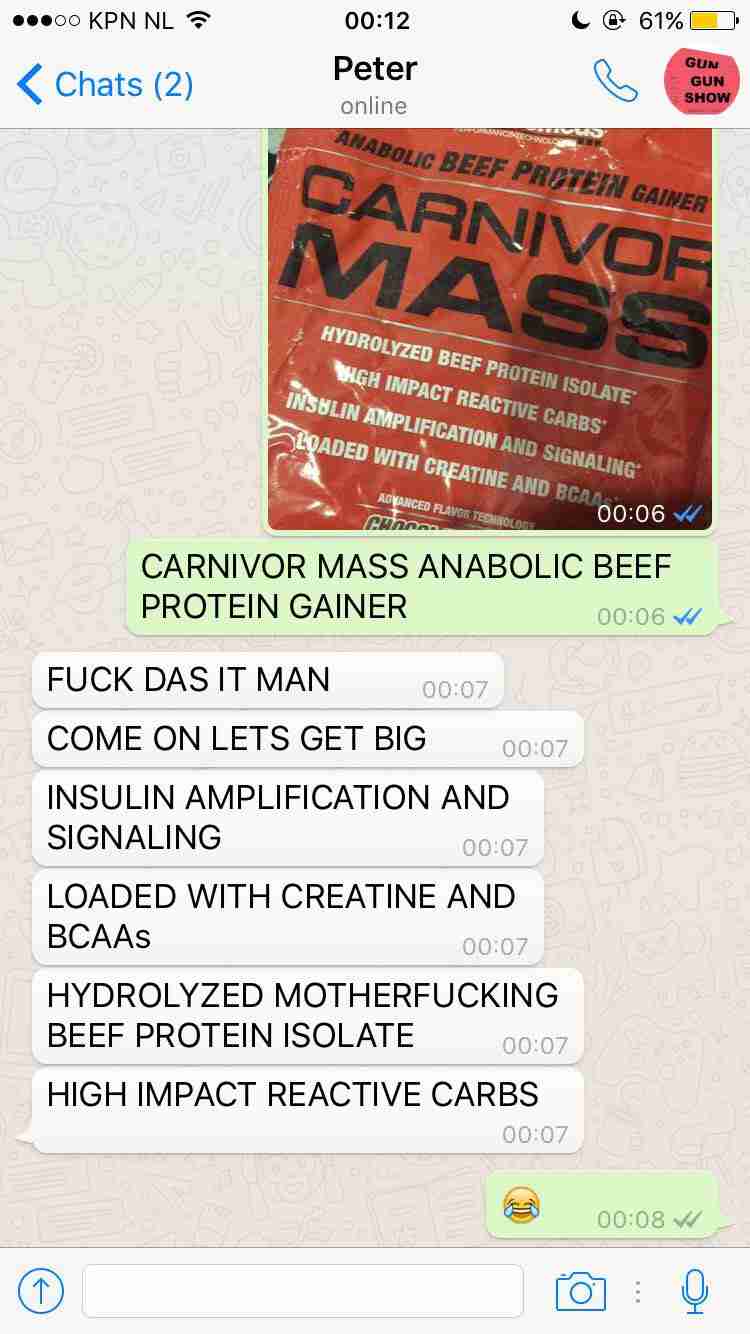 KPN NL 00:12 61%
Chats (2) Peter
online
GUN
GUN
SHOW
ANABOLIC BEEF PROTEIN GAINER
CARNIVOR
MASS
HYDROLYZED BEEF PROTEIN ISOLATE*
HIGH IMPACT REACTIVE CARBS*
INSULIN AMPLIFICATION AND SIGNALING*
LOADED WITH CREATINE AND BCAAs*
ADVANCED FLAVOR TECHNOLOGY
00:06
CARNIVOR MASS ANABOLIC BEEF
PROTEIN GAINER
00:06
FUCK DAS IT MAN
00:07
COME ON LETS GET BIG
00:07
INSULIN AMPLIFICATION AND
SIGNALING
00:07
LOADED WITH CREATINE AND
BCAAs
00:07
HYDROLYZED MOTHERFUCKING
BEEF PROTEIN ISOLATE
00:07
HIGH IMPACT REACTIVE CARBS
00:07
😂
00:08